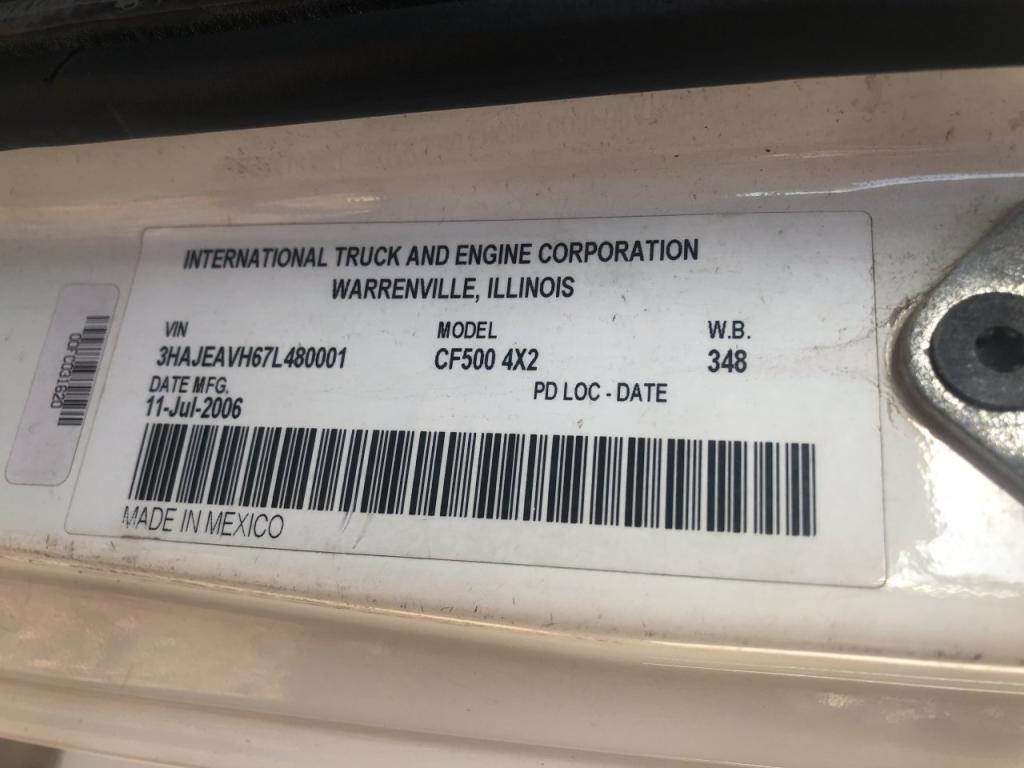 INTERNATIONAL TRUCK AND ENGINE CORPORATION
WARRENVILLE, ILLINOIS
VIN MODEL W.B.
3HAJEAVH67L480001 CF500 4X2 348
DATE MFG. PD LOC - DATE
11-Jul-2006
MADE IN MEXICO